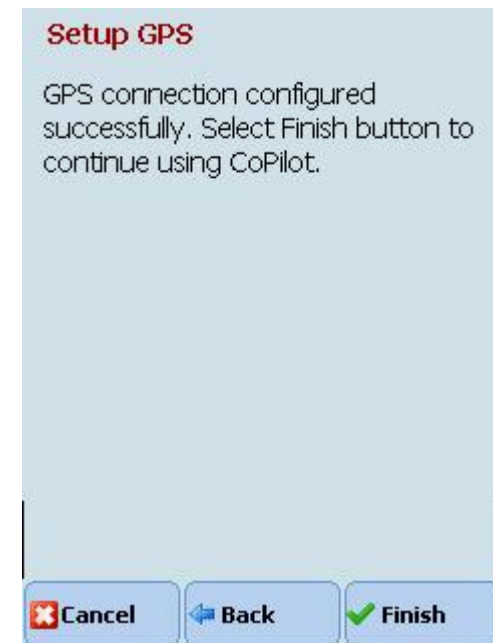 Setup GPS
GPS connection configured
successfully. Select Finish button to
continue using CoPilot.
Cancel
Back
Finish